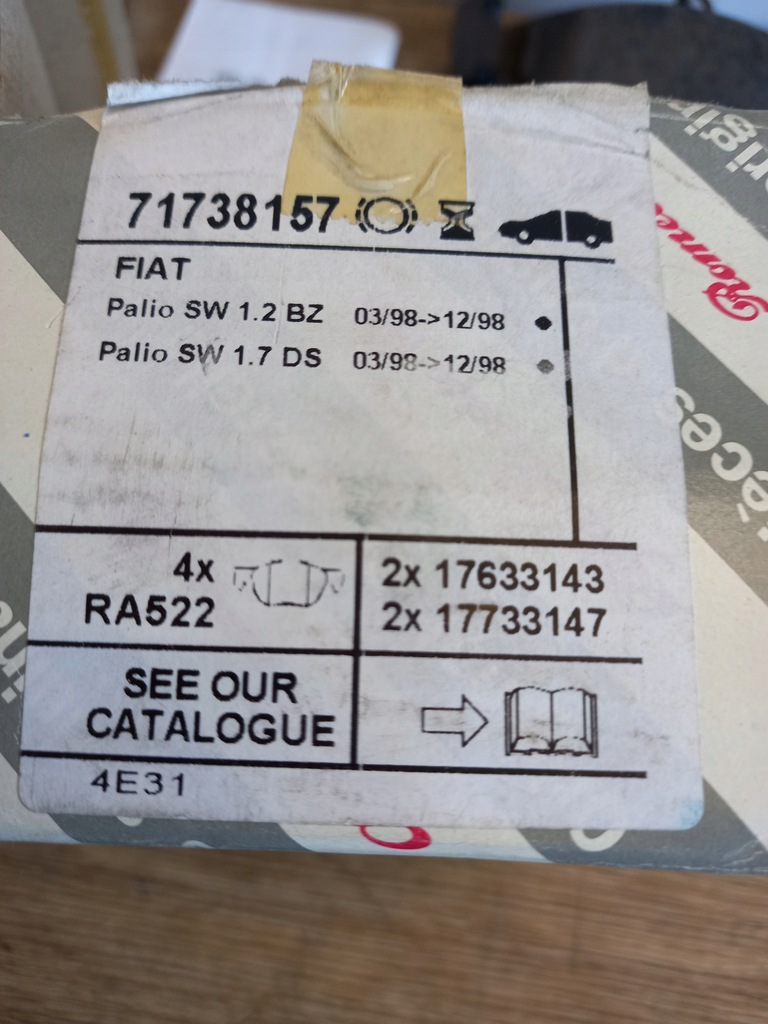 71738157
FIAT
Palio SW 1.2 BZ 03/98->12/98
Palio SW 1.7 DS 03/98->12/98
4x
RA522
2x 17633143
2x 17733147
SEE OUR
CATALOGUE
4E31
Romeo